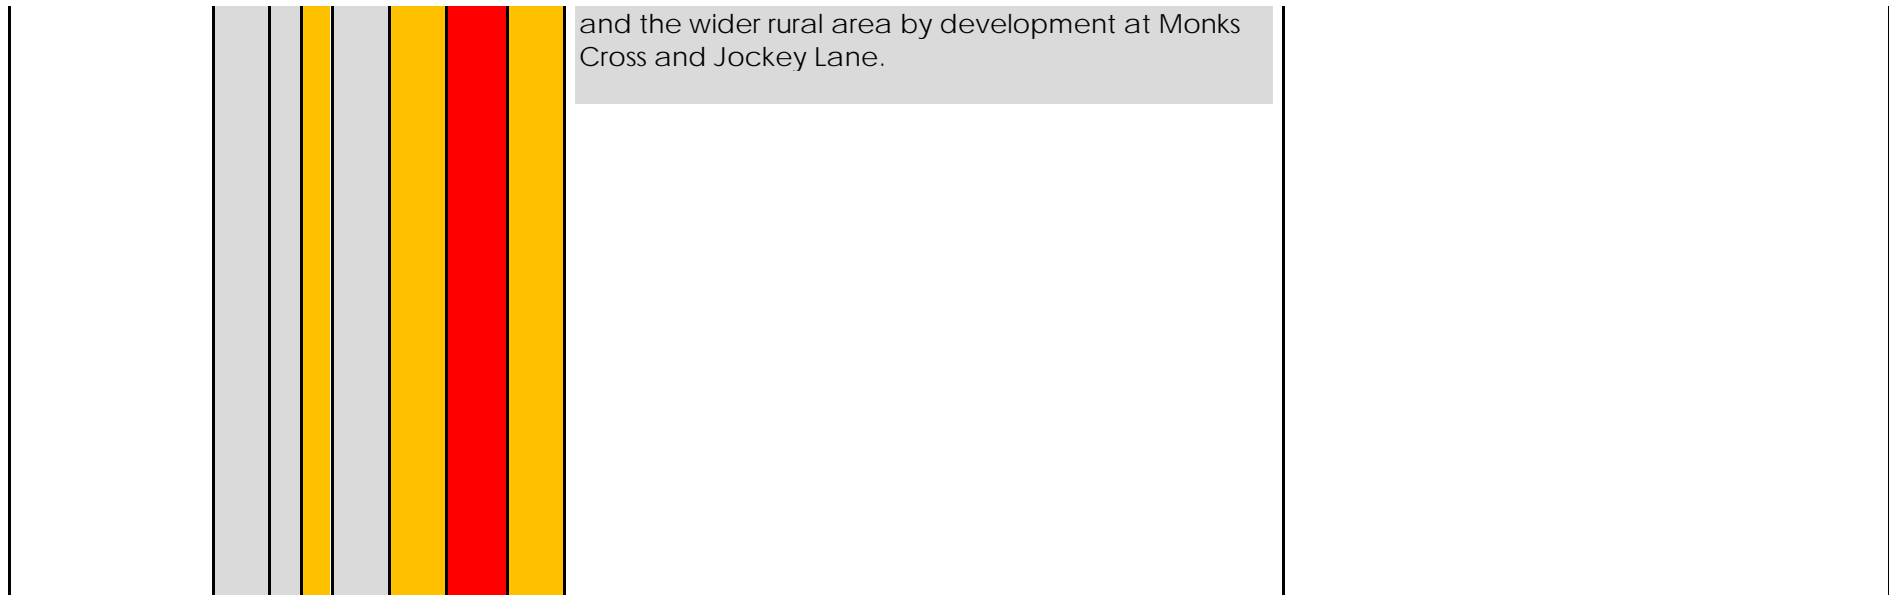 and the wider rural area by development at Monks
Cross and Jockey Lane.